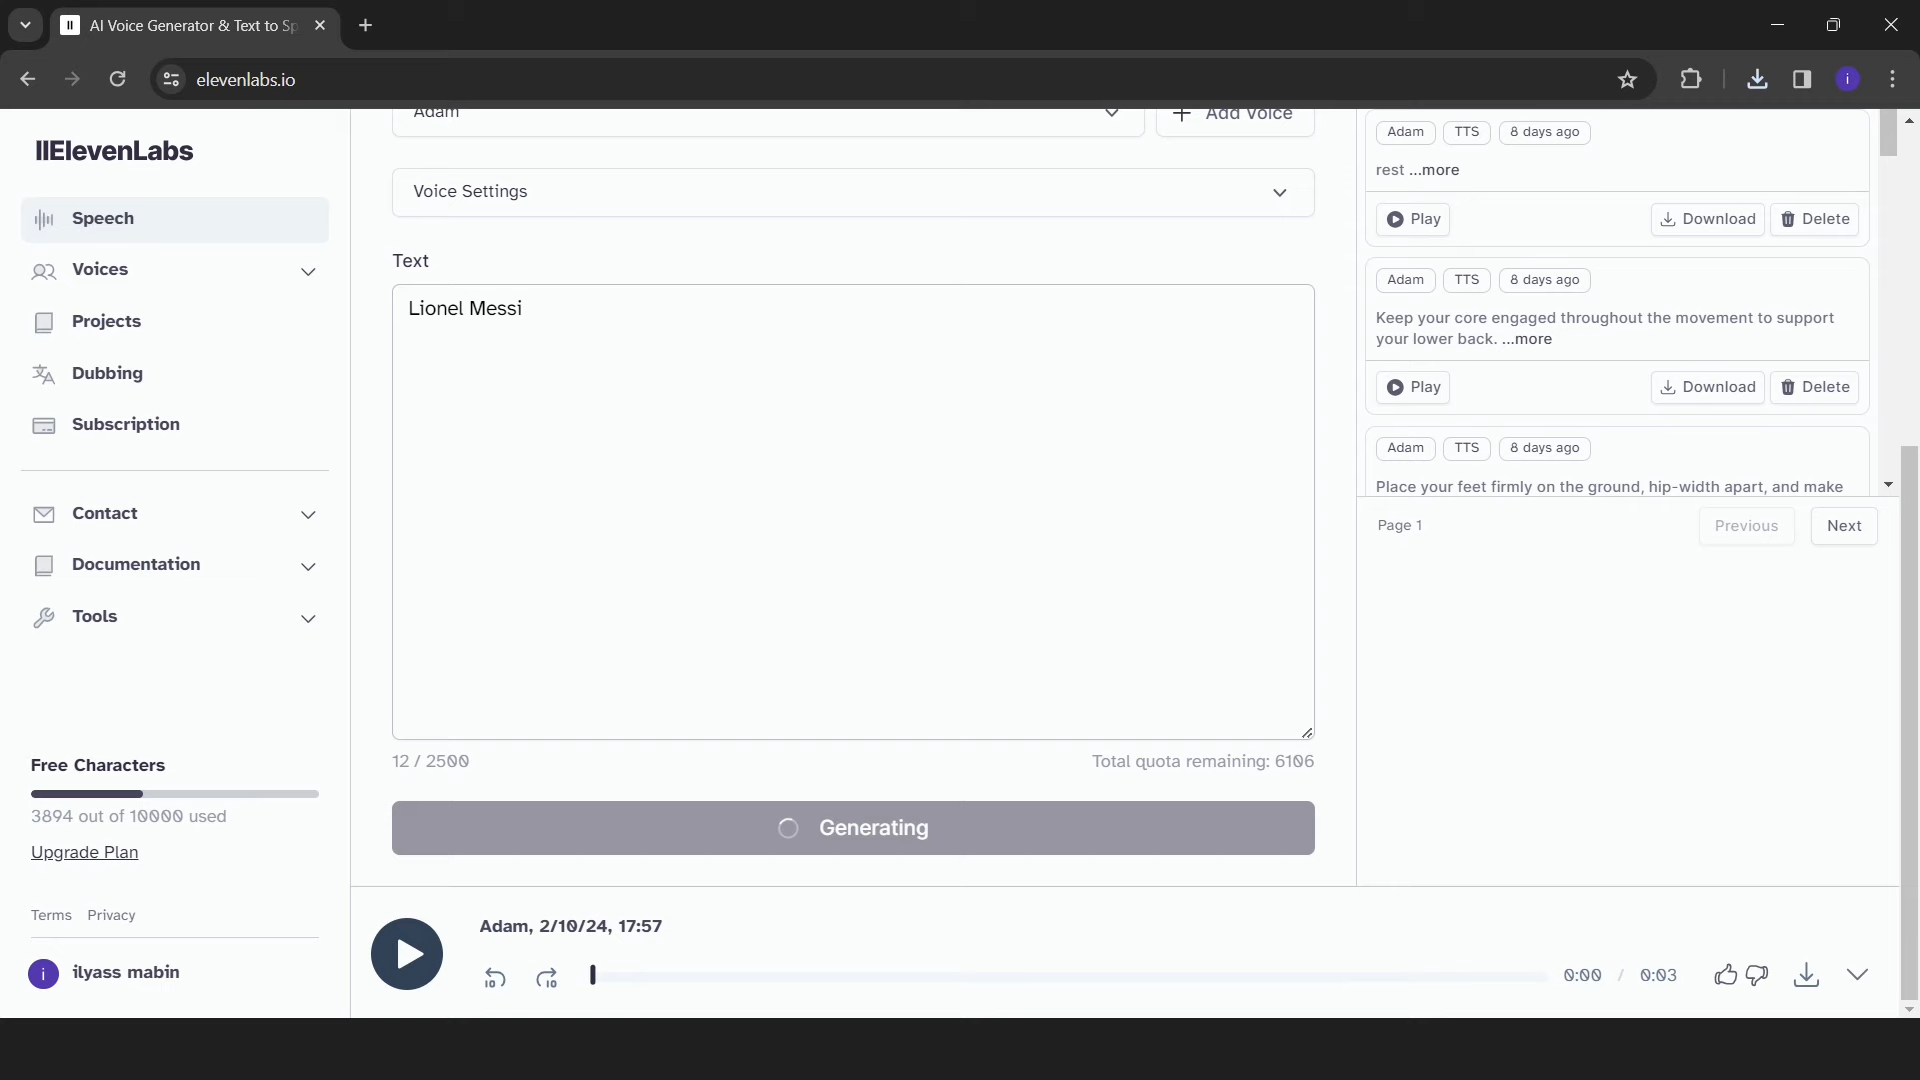 AI Voice Generator & Text to Sp
elevenlabs.io
i
IIElevenLabs
Speech
Voices
Projects
Dubbing
Subscription
Contact
Documentation
Tools
Free Characters
3894 out of 10000 used
Upgrade Plan
Terms Privacy
i ilyass mabin
Adam
Add Voice
Voice Settings
Text
Lionel Messi
12 / 2500
Total quota remaining: 6106
Generating
Adam TTS 8 days ago
rest ...more
Play Download Delete
Adam TTS 8 days ago
Keep your core engaged throughout the movement to support
your lower back. ...more
Play Download Delete
Adam TTS 8 days ago
Place your feet firmly on the ground, hip-width apart, and make
Page 1 Previous Next
Adam, 2/10/24, 17:57
10 10 0:00 / 0:03